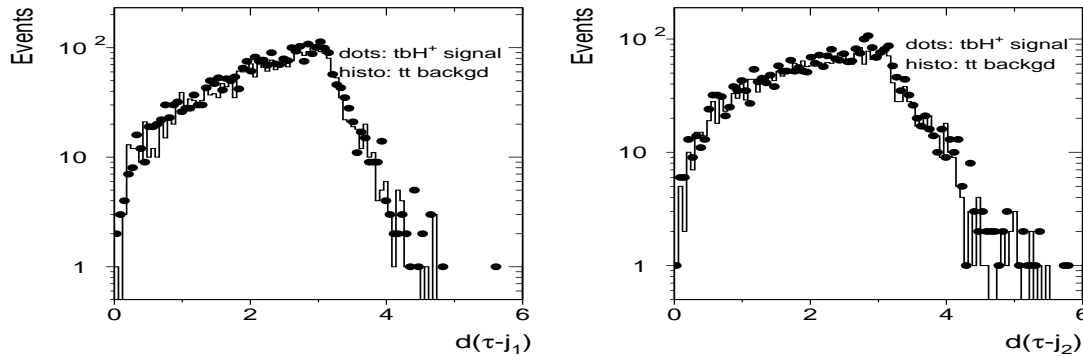 Events
10 ²
10
1
dots: tbH⁺ signal
histo: tt backgd
0 2 4 6
d(τ-j₁)
Events
10 ²
10
1
dots: tbH⁺ signal
histo: tt backgd
0 2 4 6
d(τ-j₂)